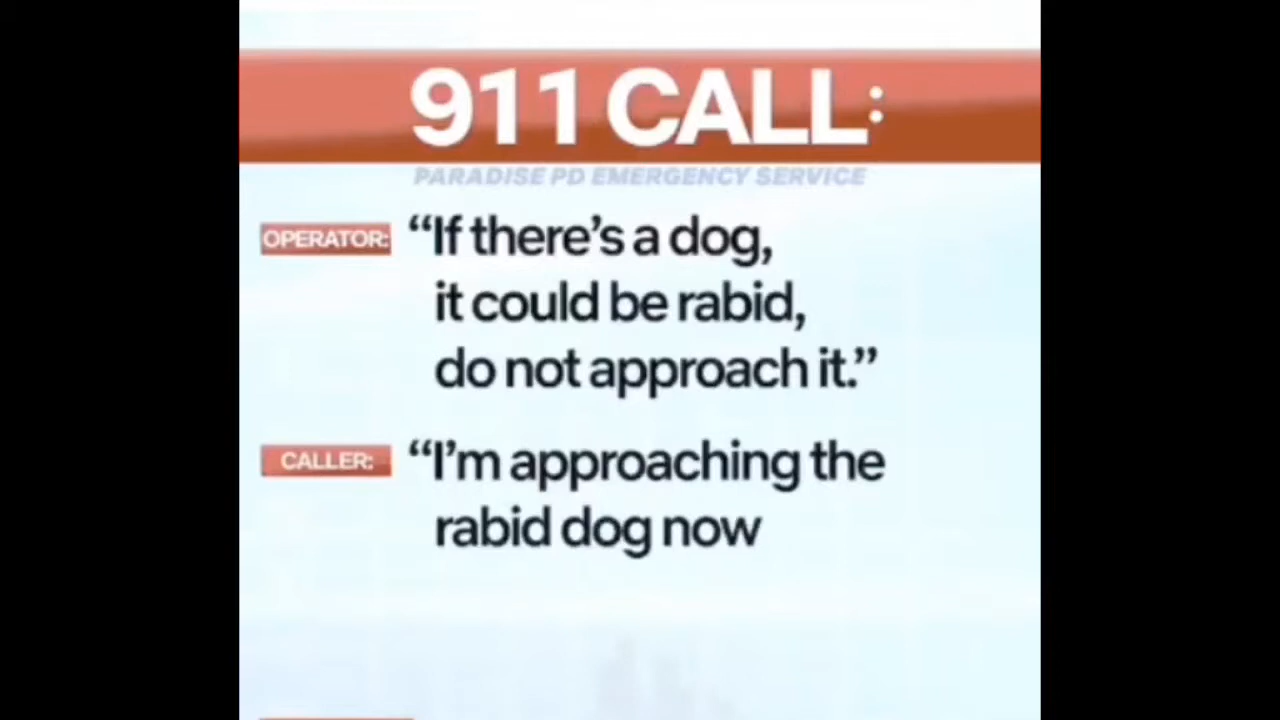 911 CALL:
PARADISE PD EMERGENCY SERVICE
OPERATOR: “If there’s a dog,
it could be rabid,
do not approach it.”
CALLER: “I’m approaching the
rabid dog now